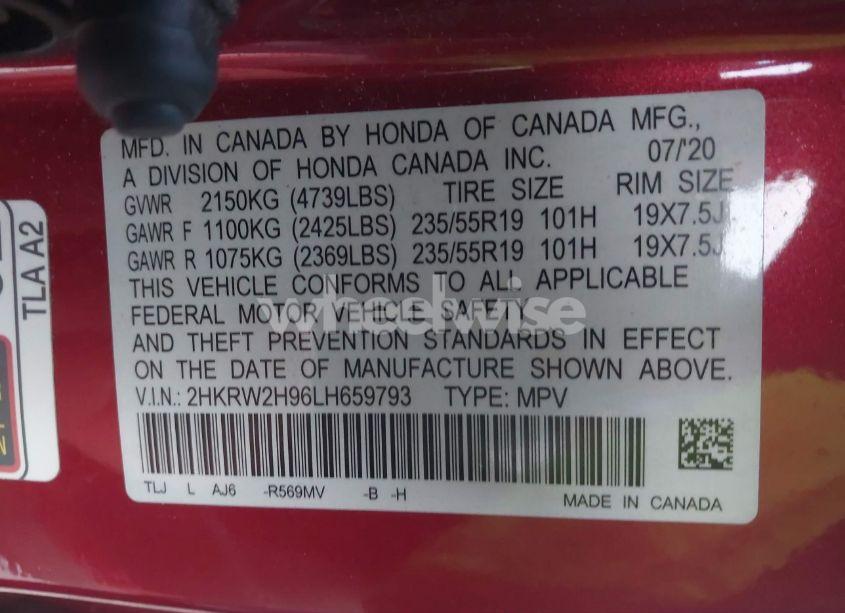 MFD. IN CANADA BY HONDA OF CANADA MFG.,
A DIVISION OF HONDA CANADA INC. 07/'20
GVWR 2150KG (4739LBS) TIRE SIZE RIM SIZE
GAWR F 1100KG (2425LBS) 235/55R19 101H 19X7.5J
GAWR R 1075KG (2369LBS) 235/55R19 101H 19X7.5J
THIS VEHICLE CONFORMS TO ALL APPLICABLE
FEDERAL MOTOR VEHICLE SAFETY
AND THEFT PREVENTION STANDARDS IN EFFECT
ON THE DATE OF MANUFACTURE SHOWN ABOVE.
V.I.N.: 2HKRW2H96LH659793 TYPE: MPV
TLJ L AJ6 -R569MV -B -H
MADE IN CANADA
TLA A2
wheelwise